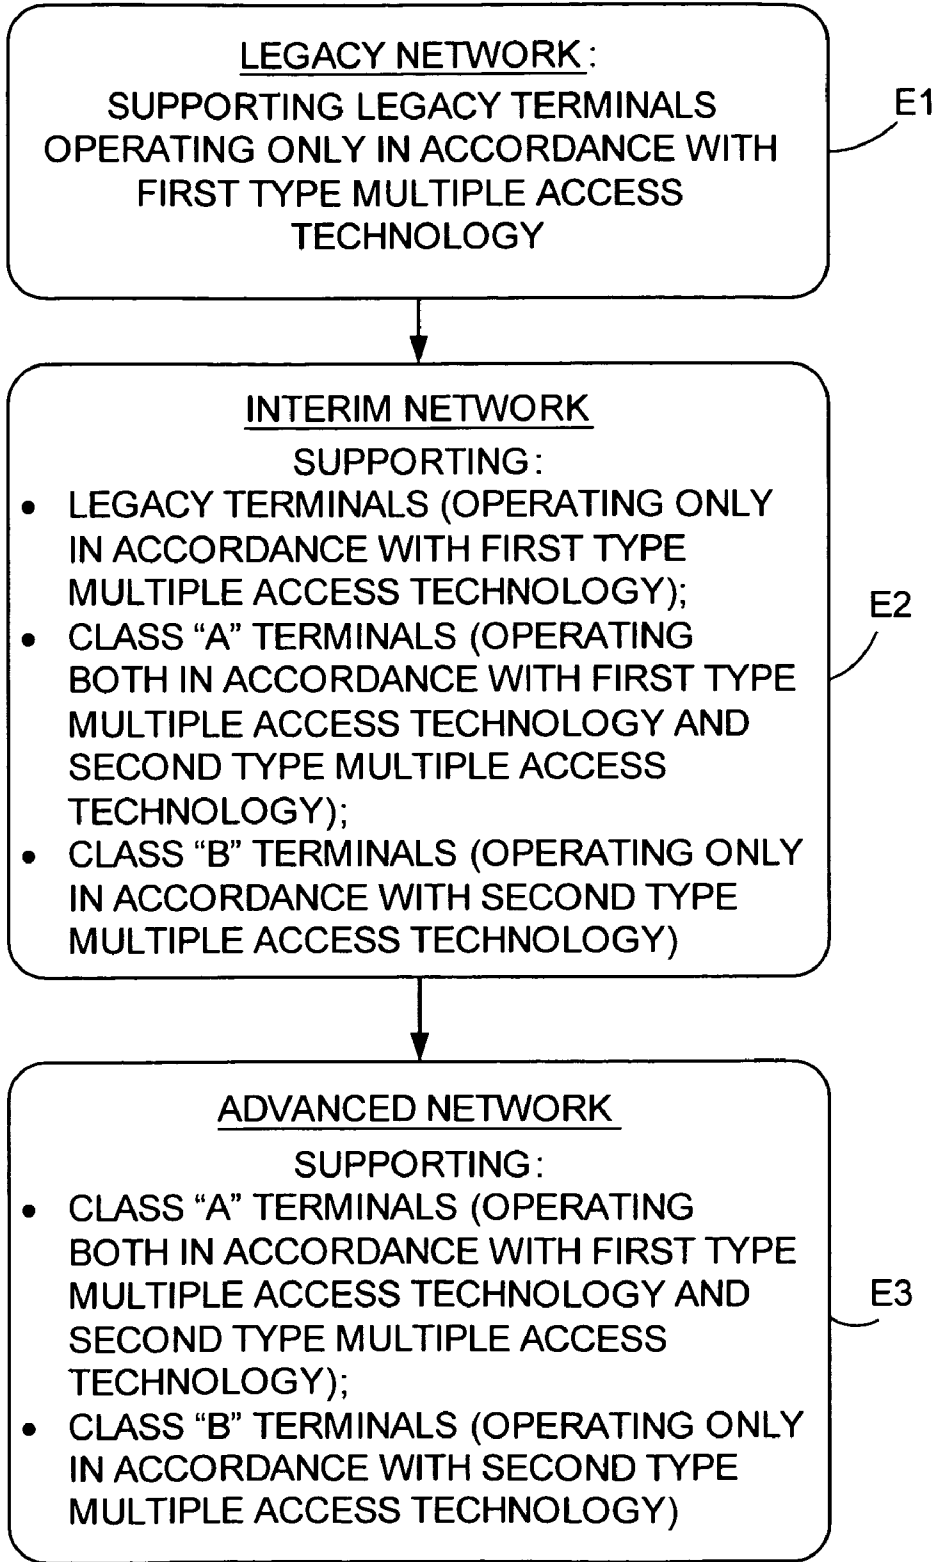 LEGACY NETWORK:
SUPPORTING LEGACY TERMINALS
OPERATING ONLY IN ACCORDANCE WITH
FIRST TYPE MULTIPLE ACCESS
TECHNOLOGY
E1
INTERIM NETWORK
SUPPORTING:
• LEGACY TERMINALS (OPERATING ONLY
IN ACCORDANCE WITH FIRST TYPE
MULTIPLE ACCESS TECHNOLOGY);
• CLASS “A” TERMINALS (OPERATING
BOTH IN ACCORDANCE WITH FIRST TYPE
MULTIPLE ACCESS TECHNOLOGY AND
SECOND TYPE MULTIPLE ACCESS
TECHNOLOGY);
• CLASS “B” TERMINALS (OPERATING ONLY
IN ACCORDANCE WITH SECOND TYPE
MULTIPLE ACCESS TECHNOLOGY)
E2
ADVANCED NETWORK
SUPPORTING:
• CLASS “A” TERMINALS (OPERATING
BOTH IN ACCORDANCE WITH FIRST TYPE
MULTIPLE ACCESS TECHNOLOGY AND
SECOND TYPE MULTIPLE ACCESS
TECHNOLOGY);
• CLASS “B” TERMINALS (OPERATING ONLY
IN ACCORDANCE WITH SECOND TYPE
MULTIPLE ACCESS TECHNOLOGY)
E3